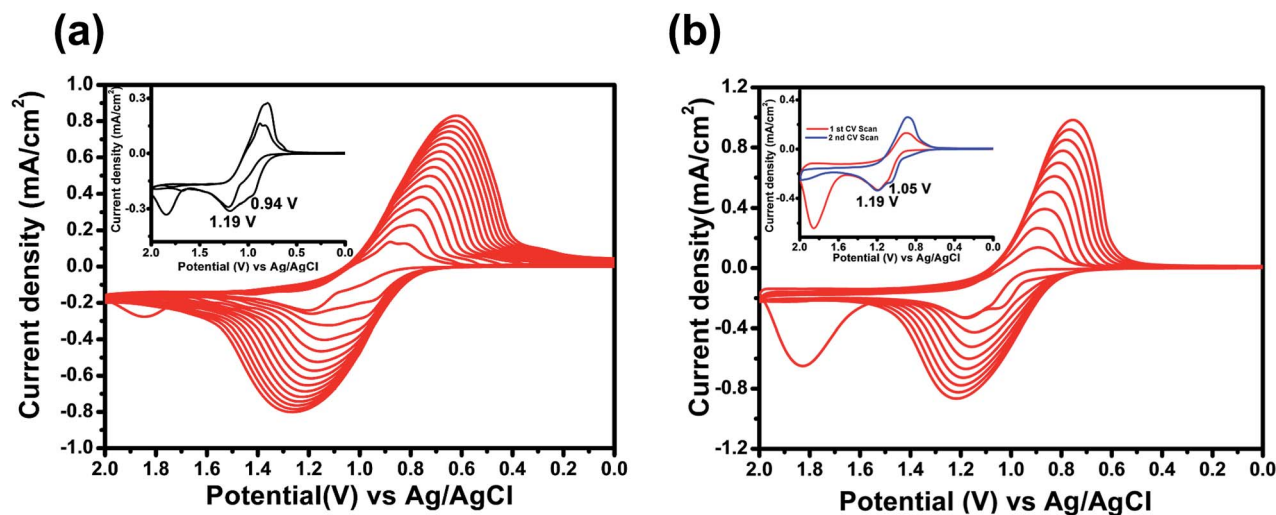 (a)
1.0
0.8
0.6
0.4
0.2
0.0
-0.2
-0.4
-0.6
-0.8
-1.0
Current density (mA/cm²)
2.0 1.8 1.6 1.4 1.2 1.0 0.8 0.6 0.4 0.2 0.0
Potential(V) vs Ag/AgCl
0.3
0.0
-0.3
Current density (mA/cm²)
0.94 V
1.19 V
2.0 1.5 1.0 0.5 0.0
Potential (V) vs Ag/AgCl
(b)
1.2
0.8
0.4
0.0
-0.4
-0.8
-1.2
Current density(mA/cm²)
2.0 1.8 1.6 1.4 1.2 1.0 0.8 0.6 0.4 0.2 0.0
Potential (V) vs Ag/AgCl
0.4
0.0
-0.4
Current density (mA/cm²)
1 st CV Scan
2 nd CV Scan
1.05 V
1.19 V
2.0 1.6 1.2 0.8 0.4 0.0
Potential (V) vs Ag/AgCl